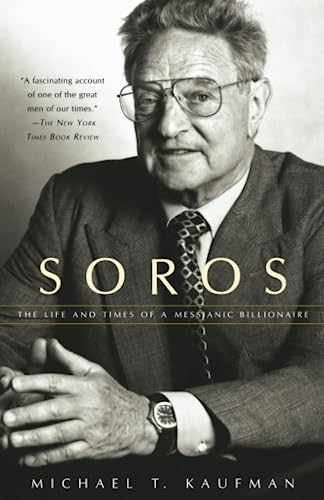 "A fascinating account
of one of the great
men of our times."
—The New York
Times Book Review
SOROS
THE LIFE AND TIMES OF A MESSIANIC BILLIONAIRE
MICHAEL T. KAUFMAN